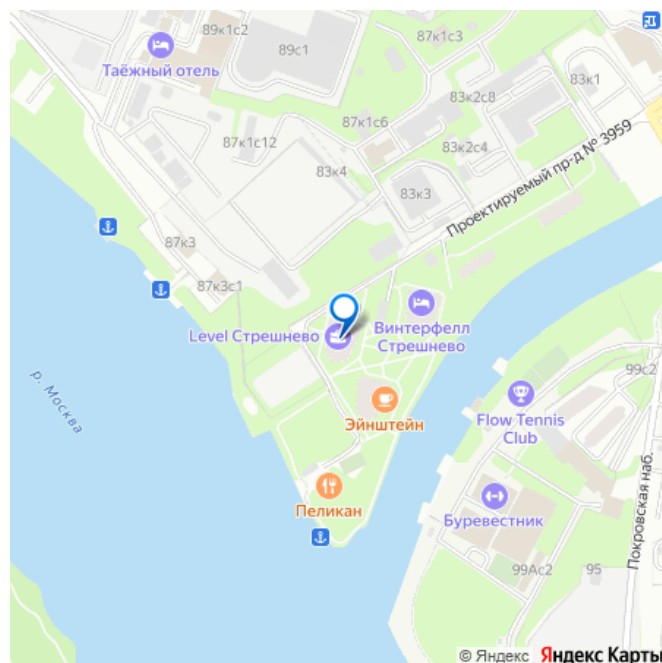 89к1с2
87к1с3
89с1
Таёжный отель
83к1
83к2с8
87к1с6
87к1с12
83к2с4
83к4
83к3
Проектируемый пр-д № 3959
87к3
87к3с1
Level Стрешнево
Винтерфелл
Стрешнево
р. Москва
99с2
Эйнштейн
Flow Tennis
Club
Пеликан
Буревестник
Покровская наб.
99Ас2
95
© Яндекс Яндекс Карты